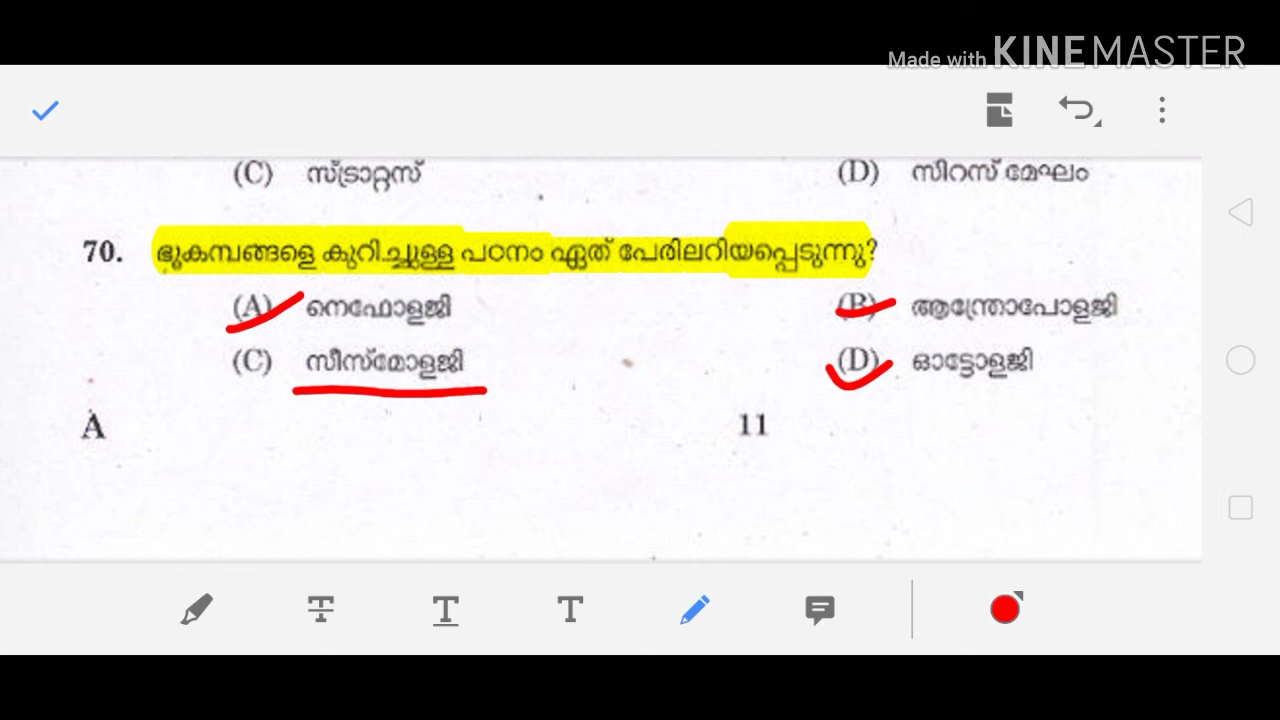 Made with KINEMASTER
(C) സ്ട്രാറ്റസ് (D) സിറസ് മേഘം
70. ഭൂകമ്പങ്ങളെ കുറിച്ചുള്ള പഠനം ഏത് പേരിലറിയപ്പെടുന്നു?
(A) നെഫോളജി (B) ആന്ത്രോപോളജി
(C) സീസ്മോളജി (D) ഓട്ടോളജി
A 11
T T T